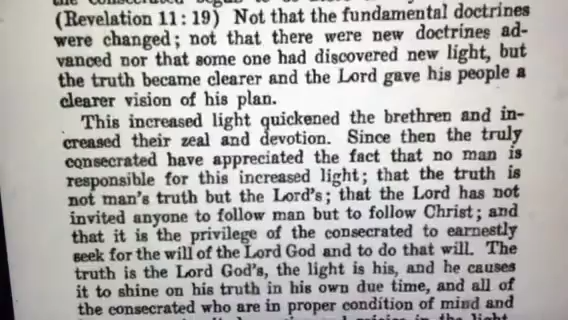 (Revelation 11:19) Not that the fundamental doctrines
were changed; not that there were new doctrines ad-
vanced nor that some one had discovered new light, but
the truth became clearer and the Lord gave his people a
clearer vision of his plan.
This increased light quickened the brethren and in-
creased their zeal and devotion. Since then the truly
consecrated have appreciated the fact that no man is
responsible for this increased light; that the truth is
not man's truth but the Lord's; that the Lord has not
invited anyone to follow man but to follow Christ; and
that it is the privilege of the consecrated to earnestly
seek for the will of the Lord God and to do that will. The
truth is the Lord God's, the light is his, and he causes
it to shine on his truth in his own due time, and all of
the consecrated who are in proper condition of mind and